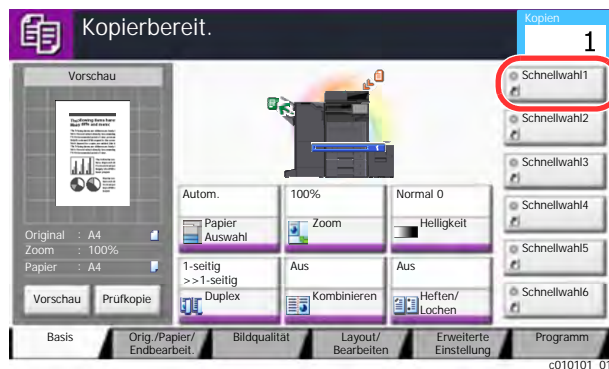 Kopierbereit.
Kopien
1
Vorschau
Original : A4
Zoom : 100%
Papier : A4
Vorschau
Prüfkopie
Autom.
Papier
Auswahl
100%
Zoom
Normal 0
Helligkeit
1-seitig
>>1-seitig
Duplex
Aus
Kombinieren
Aus
Heften/
Lochen
Schnellwahl1
Schnellwahl2
Schnellwahl3
Schnellwahl4
Schnellwahl5
Schnellwahl6
Basis
Orig./Papier/
Endbearbeit.
Bildqualität
Layout/
Bearbeiten
Erweiterte
Einstellung
Programm
c010101_01